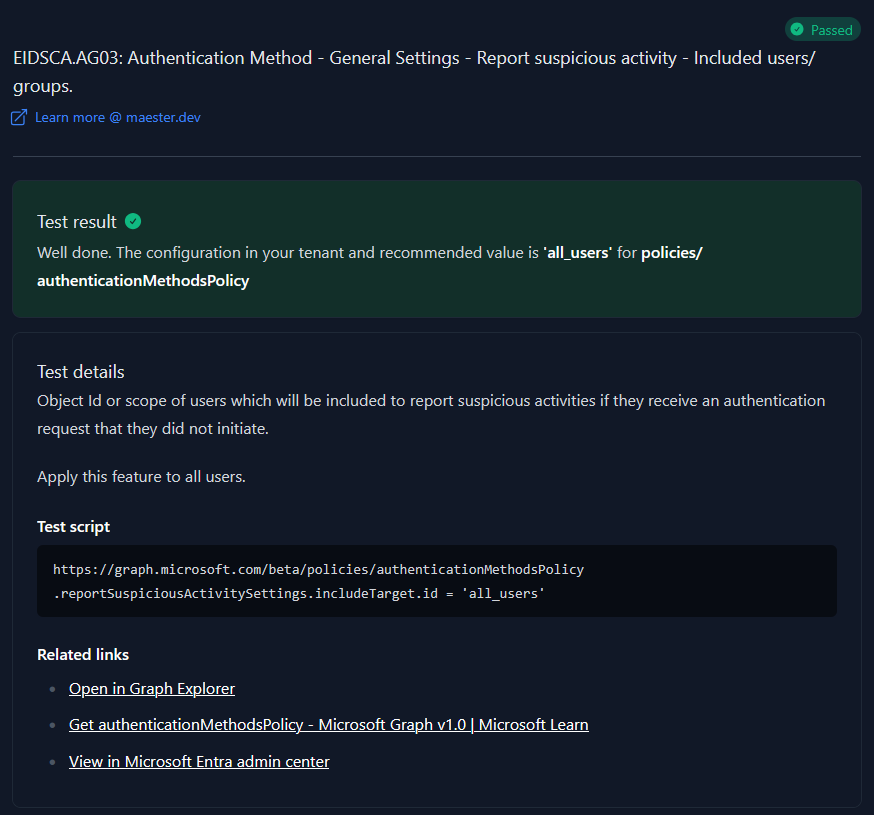 Passed
EIDSCA.AG03: Authentication Method - General Settings - Report suspicious activity - Included users/
groups.
Learn more @ maester.dev
Test result
Well done. The configuration in your tenant and recommended value is 'all_users' for policies/
authenticationMethodsPolicy
Test details
Object Id or scope of users which will be included to report suspicious activities if they receive an authentication
request that they did not initiate.
Apply this feature to all users.
Test script
https://graph.microsoft.com/beta/policies/authenticationMethodsPolicy
.reportSuspiciousActivitySettings.includeTarget.id = 'all_users'
Related links
Open in Graph Explorer
Get authenticationMethodsPolicy - Microsoft Graph v1.0 | Microsoft Learn
View in Microsoft Entra admin center